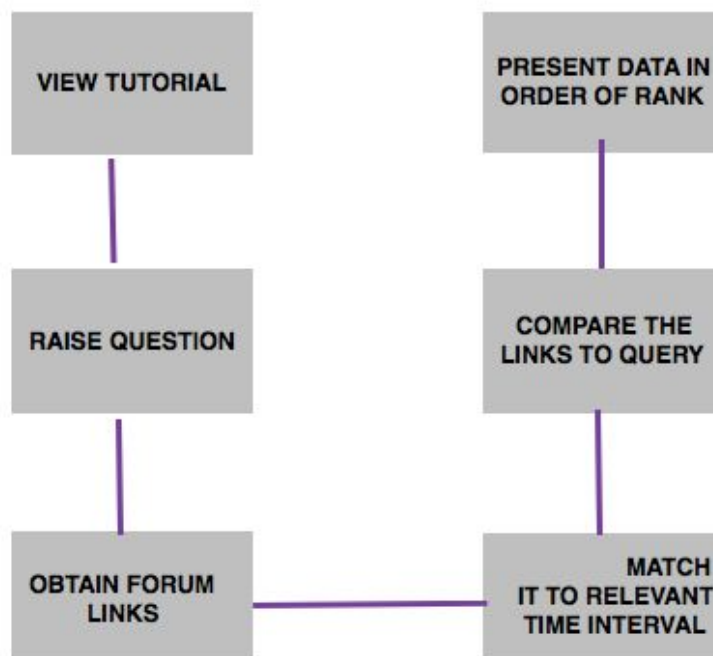 VIEW TUTORIAL
RAISE QUESTION
OBTAIN FORUM
LINKS
MATCH
IT TO RELEVANT
TIME INTERVAL
COMPARE THE
LINKS TO QUERY
PRESENT DATA IN
ORDER OF RANK